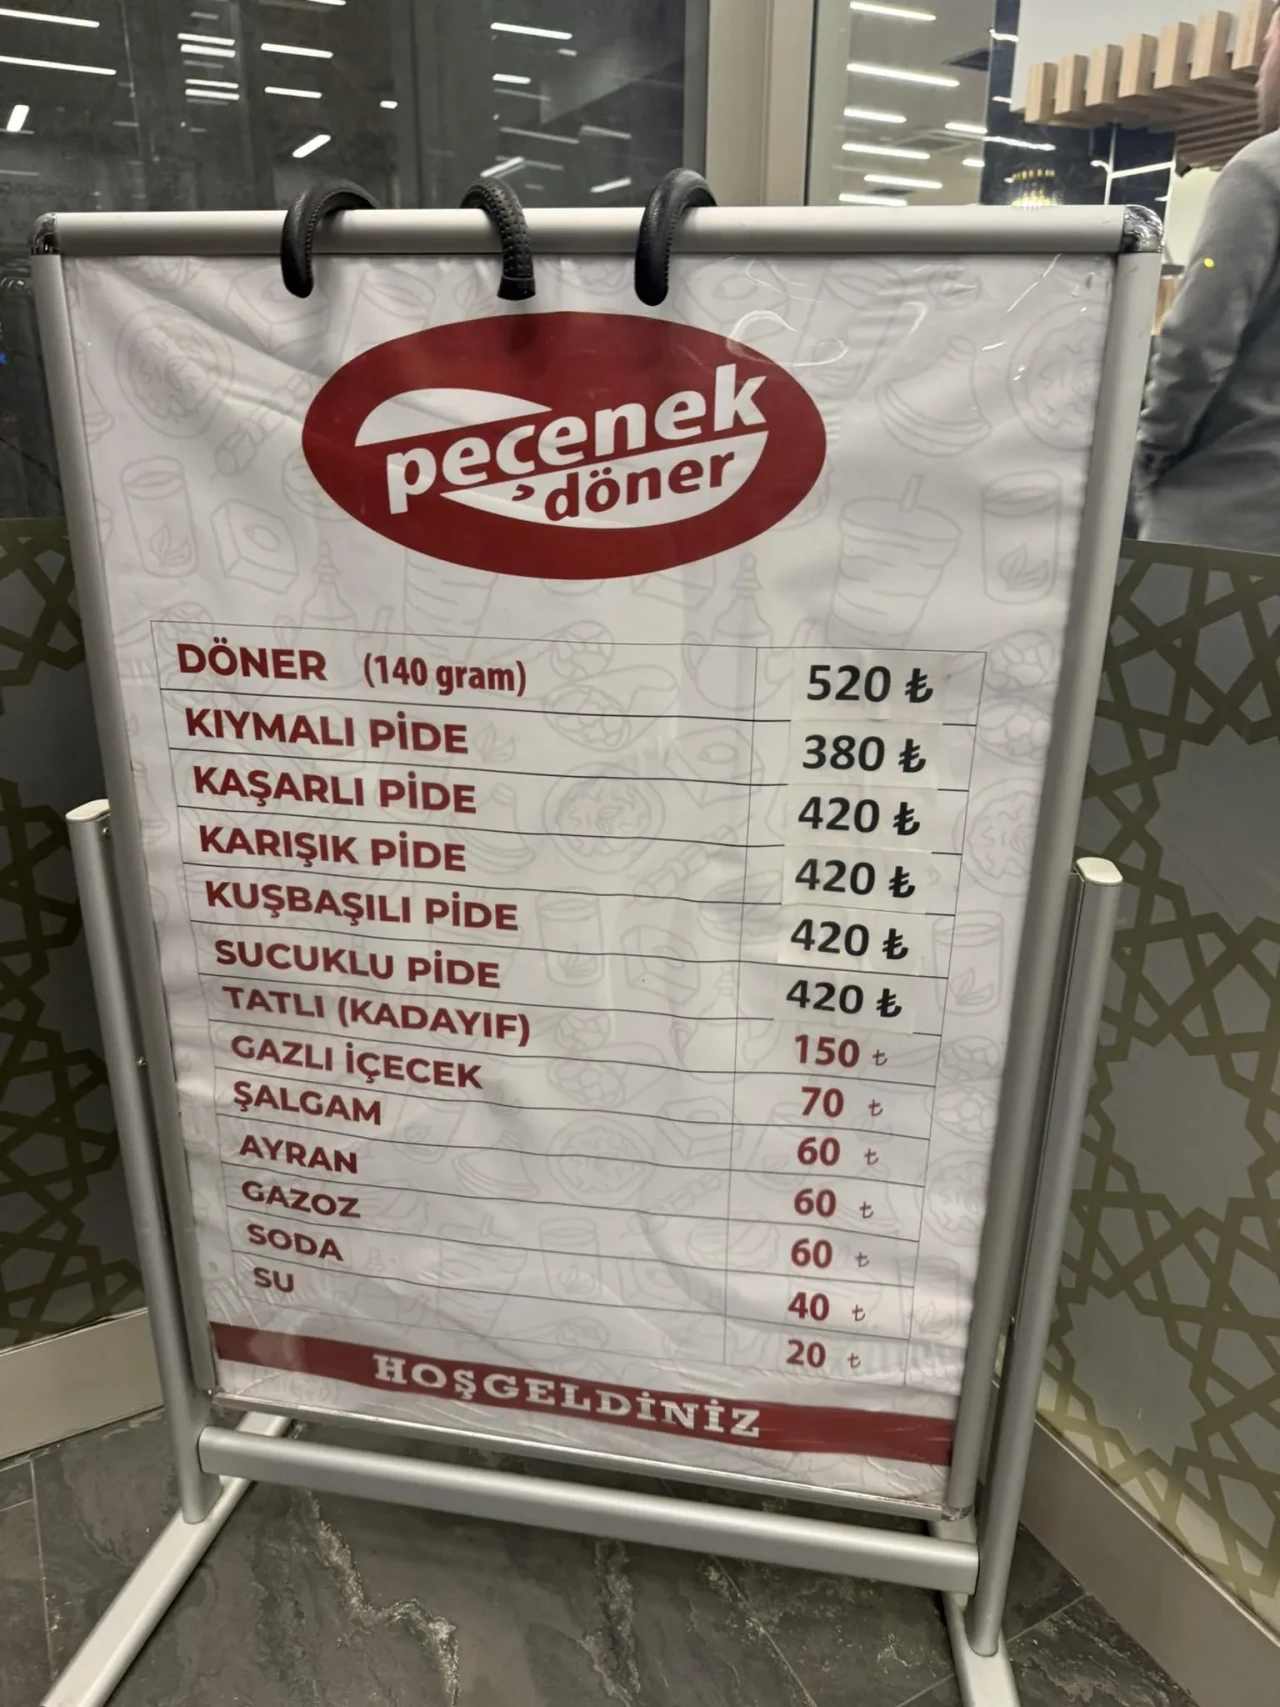 peçenek
döner
DÖNER (140 gram) 520 ₺
KIYMALI PİDE 380 ₺
KAŞARLI PİDE 420 ₺
KARIŞIK PİDE 420 ₺
KUŞBAŞILI PİDE 420 ₺
SUCUKLU PİDE 420 ₺
TATLI (KADAYIF) 150 ₺
GAZLI İÇECEK 70 ₺
ŞALGAM 60 ₺
AYRAN 60 ₺
GAZOZ 60 ₺
SODA 40 ₺
SU 20 ₺
HOŞGELDİNİZ